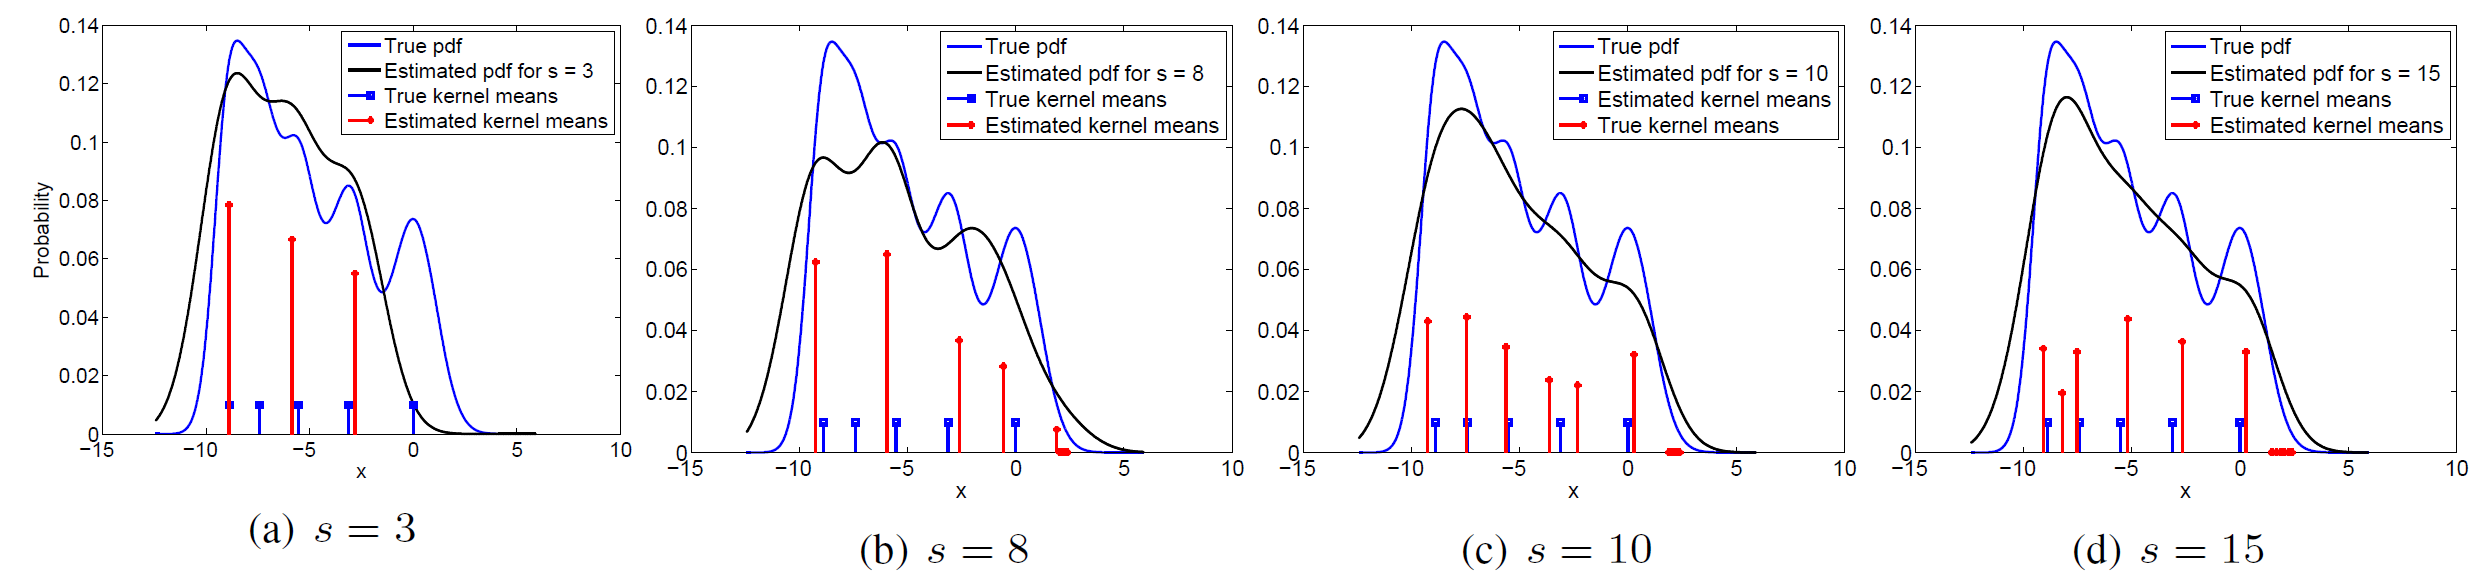 0.14
0.12
0.1
0.08
0.06
0.04
0.02
0
Probability
−15
−10
−5
0
5
10
x
True pdf
Estimated pdf for s = 3
True kernel means
Estimated kernel means
(a) s = 3
0.14
0.12
0.1
0.08
0.06
0.04
0.02
0
−15
−10
−5
0
5
10
x
True pdf
Estimated pdf for s = 8
True kernel means
Estimated kernel means
(b) s = 8
0.14
0.12
0.1
0.08
0.06
0.04
0.02
0
−15
−10
−5
0
5
10
x
True pdf
Estimated pdf for s = 10
Estimated kernel means
True kernel means
(c) s = 10
0.14
0.12
0.1
0.08
0.06
0.04
0.02
0
−15
−10
−5
0
5
10
x
True pdf
Estimated pdf for s = 15
True kernel means
Estimated kernel means
(d) s = 15